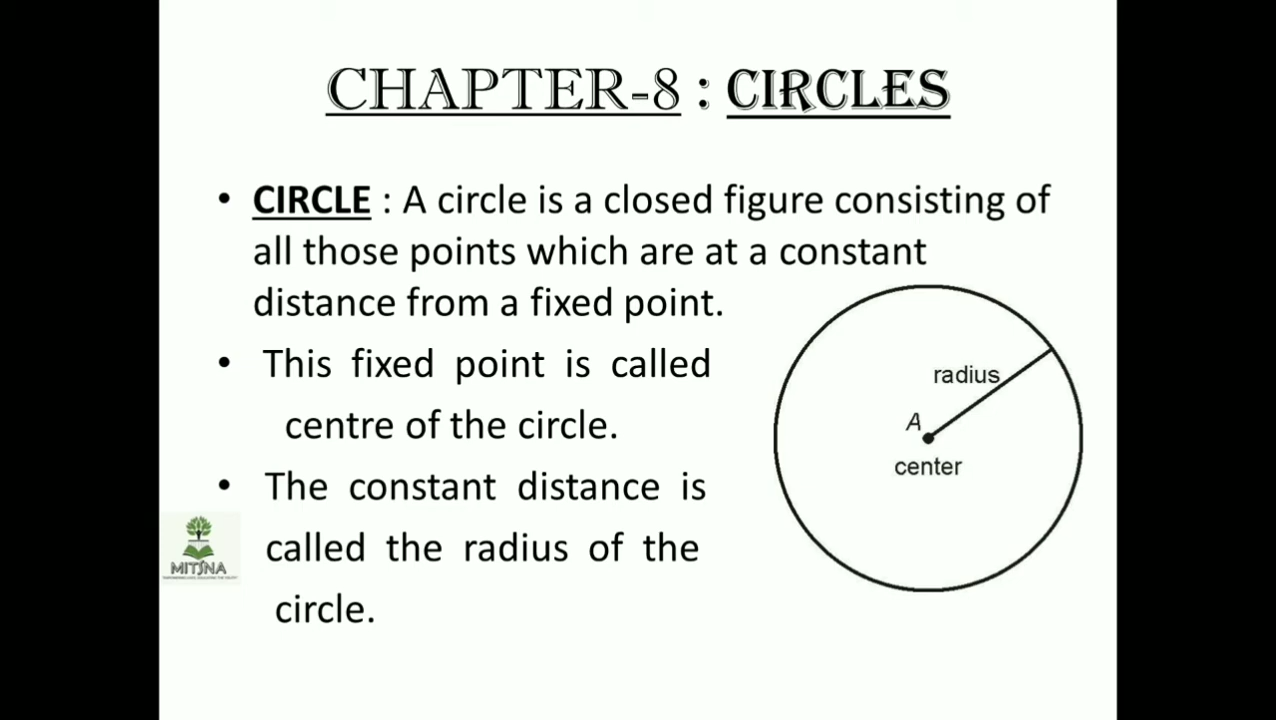 CHAPTER-8 : CIRCLES
• CIRCLE : A circle is a closed figure consisting of
all those points which are at a constant
distance from a fixed point.
• This fixed point is called
centre of the circle.
• The constant distance is
called the radius of the
circle.
radius
A
center
MITSNA